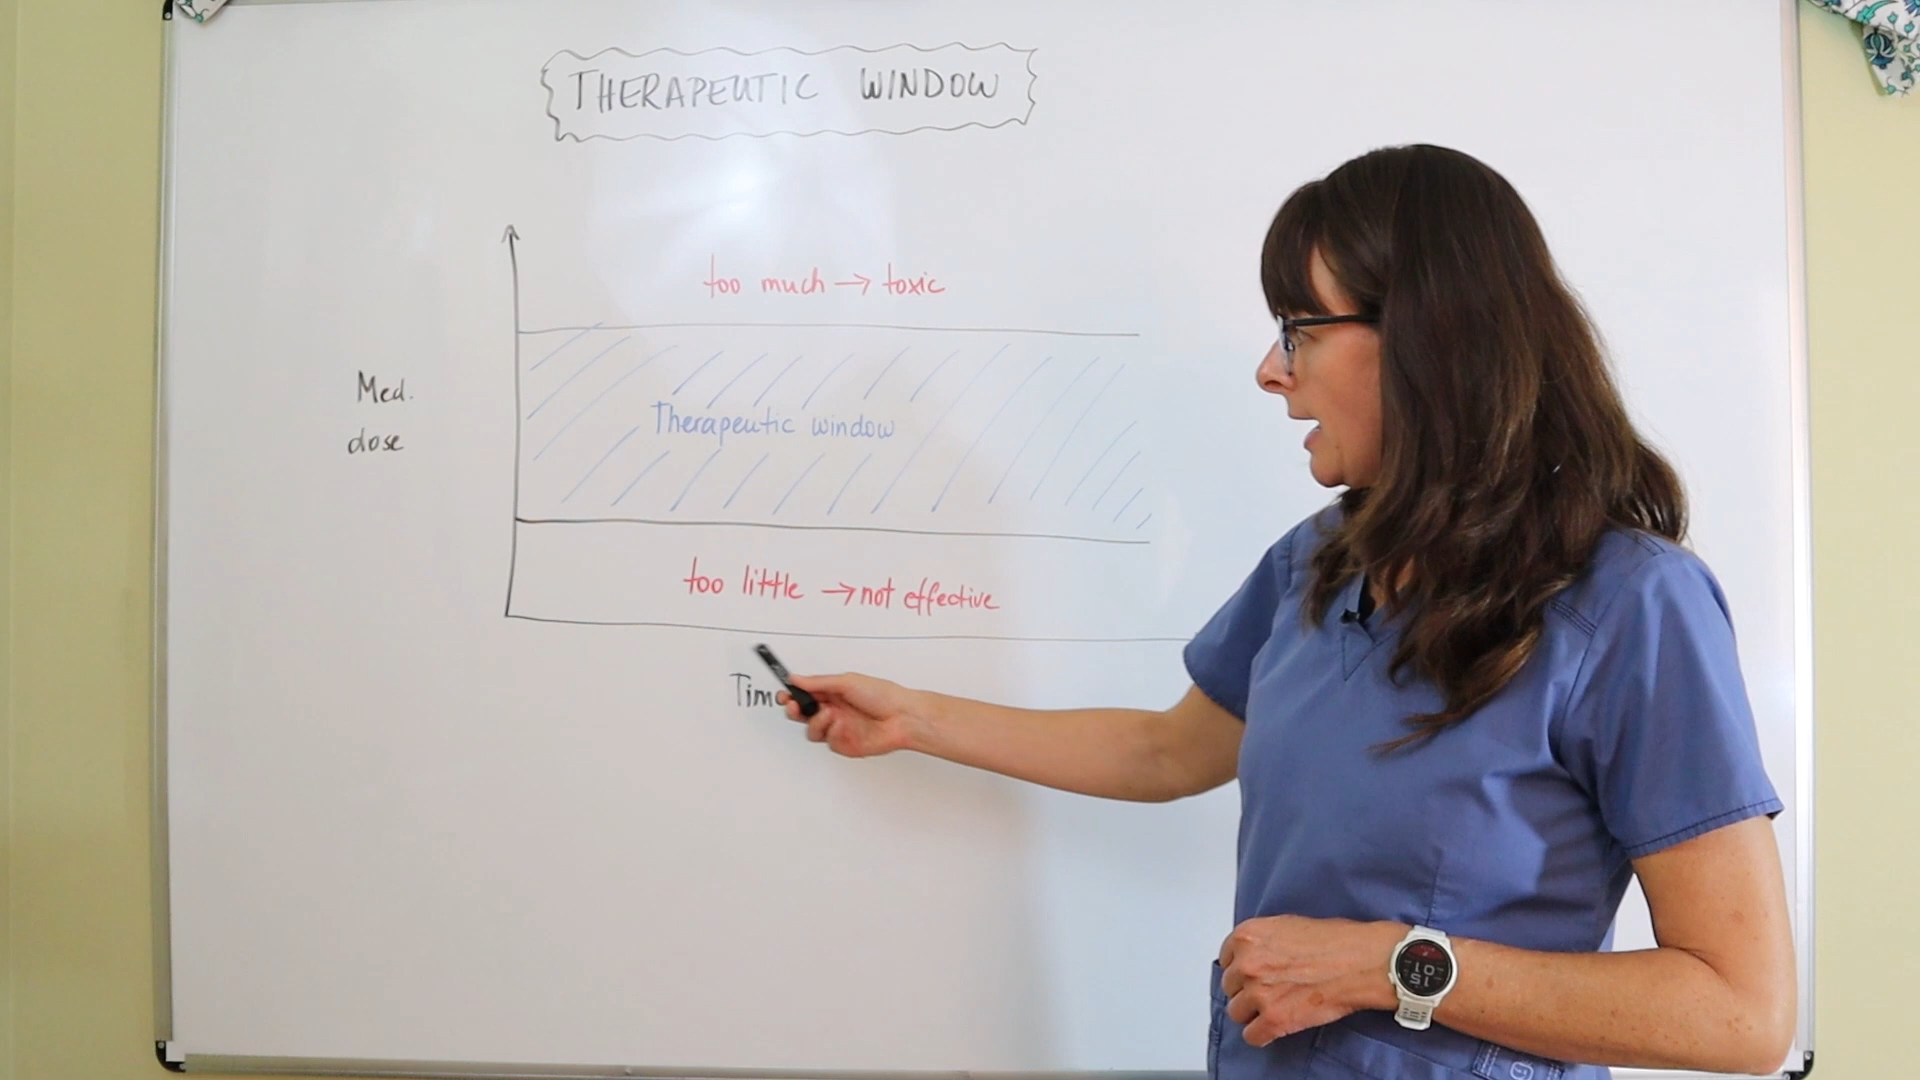 THERAPEUTIC WINDOW
too much → toxic
Med.
dose
Therapeutic window
too little → not effective